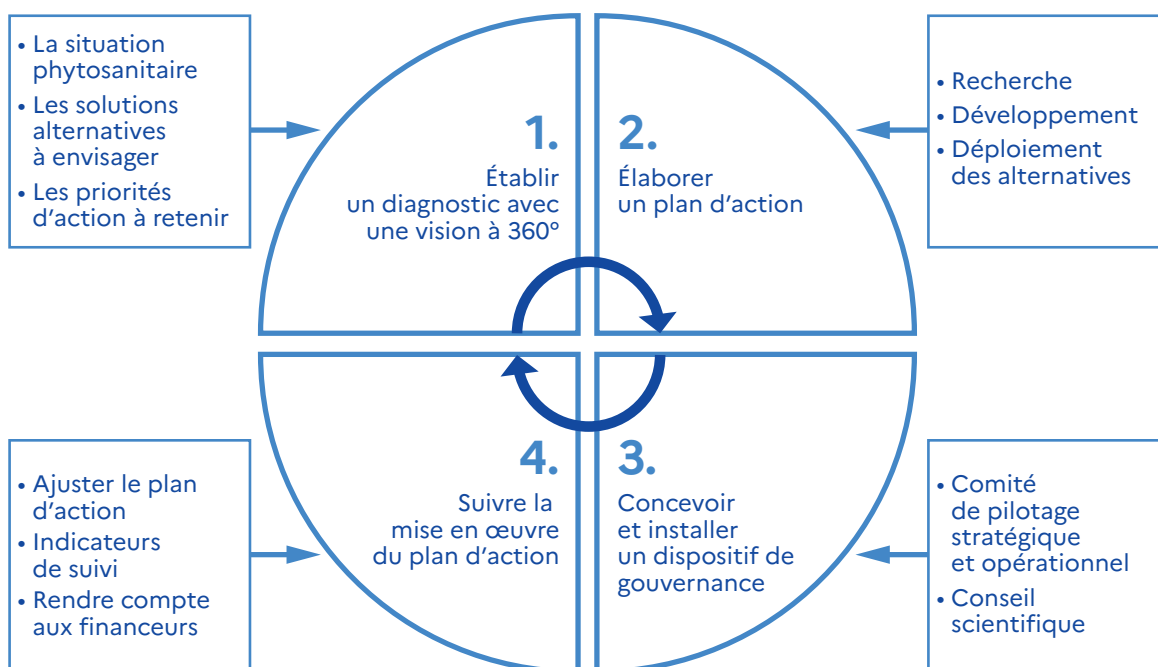 • La situation
phytosanitaire
• Les solutions
alternatives
à envisager
• Les priorités
d'action à retenir
1.
Établir
un diagnostic avec
une vision à 360°
2.
Élaborer
un plan d'action
• Recherche
• Développement
• Déploiement
des alternatives
• Ajuster le plan
d'action
• Indicateurs
de suivi
• Rendre compte
aux financeurs
4.
Suivre la
mise en œuvre
du plan d'action
3.
Concevoir
et installer
un dispositif de
gouvernance
• Comité
de pilotage
stratégique
et opérationnel
• Conseil
scientifique